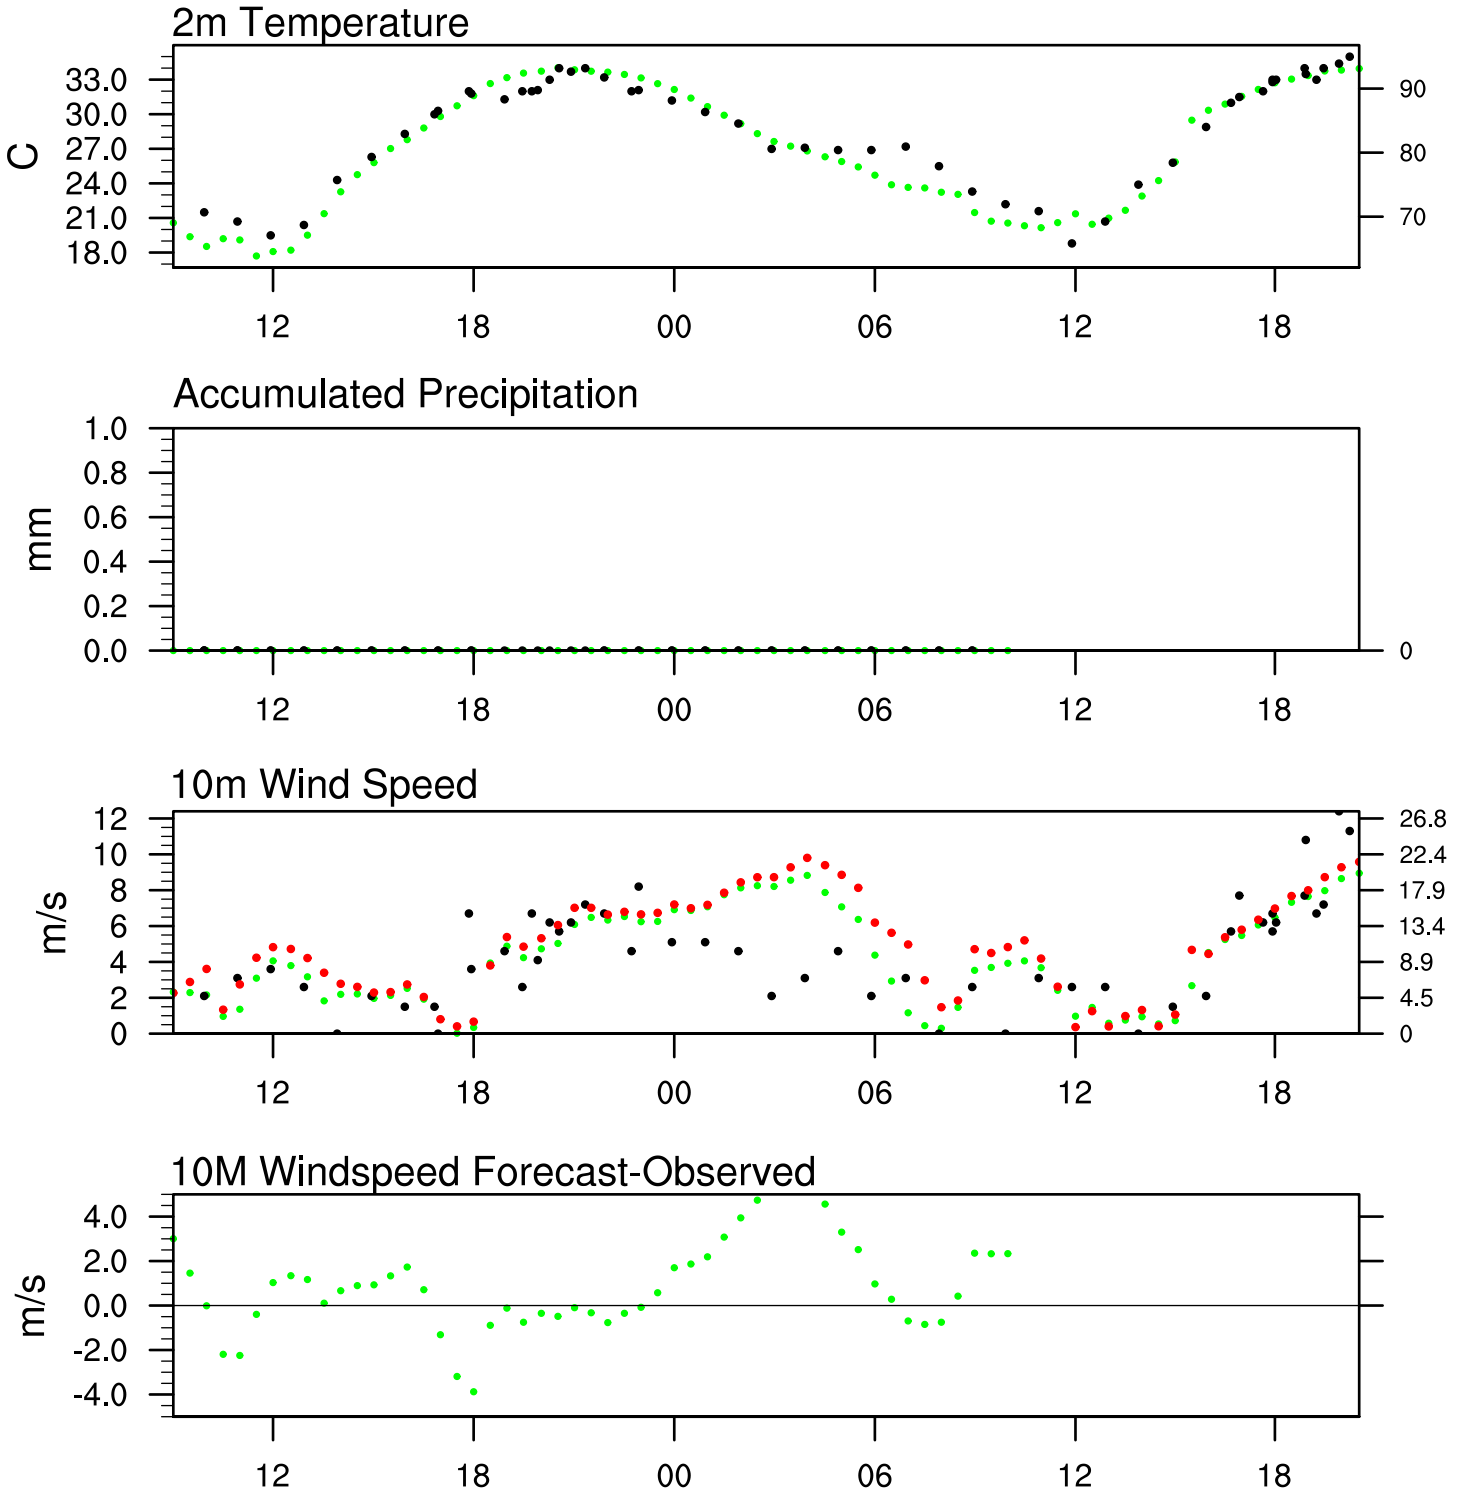 2m Temperature
C
33.0
30.0
27.0
24.0
21.0
18.0
90
80
70
12 18 00 06 12 18
Accumulated Precipitation
mm
1.0
0.8
0.6
0.4
0.2
0.0
0
12 18 00 06 12 18
10m Wind Speed
m/s
12
10
8
6
4
2
0
26.8
22.4
17.9
13.4
8.9
4.5
0
12 18 00 06 12 18
10M Windspeed Forecast-Observed
m/s
4.0
2.0
0.0
-2.0
-4.0
12 18 00 06 12 18